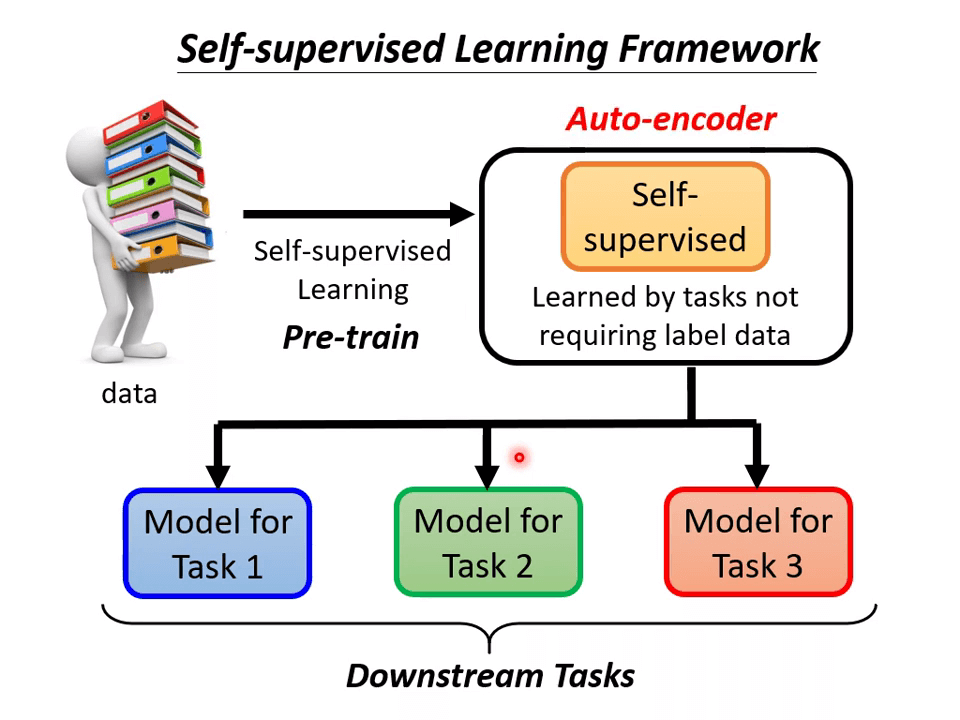 Self-supervised Learning Framework
Auto-encoder
Self-
supervised
Learned by tasks not
requiring label data
Self-supervised
Learning
Pre-train
data
Model for
Task 1
Model for
Task 2
Model for
Task 3
Downstream Tasks